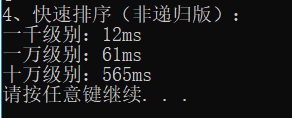 4、快速排序（非递归版）：
一千级别：12ms
一万级别：61ms
十万级别：565ms
请按任意键继续. . .